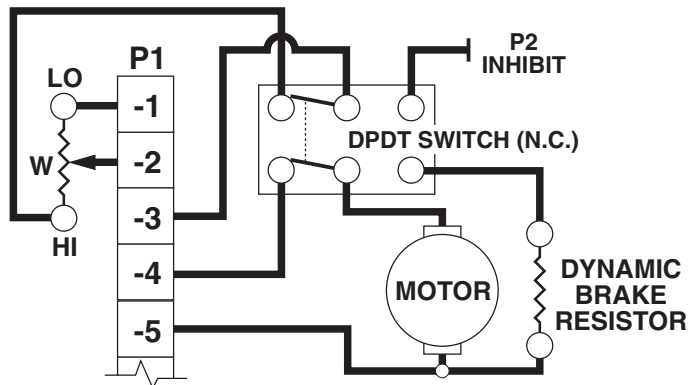 P1
P2
INHIBIT
LO
-1
DPDT SWITCH (N.C.)
W
-2
-3
HI
-4
MOTOR
DYNAMIC
BRAKE
RESISTOR
-5